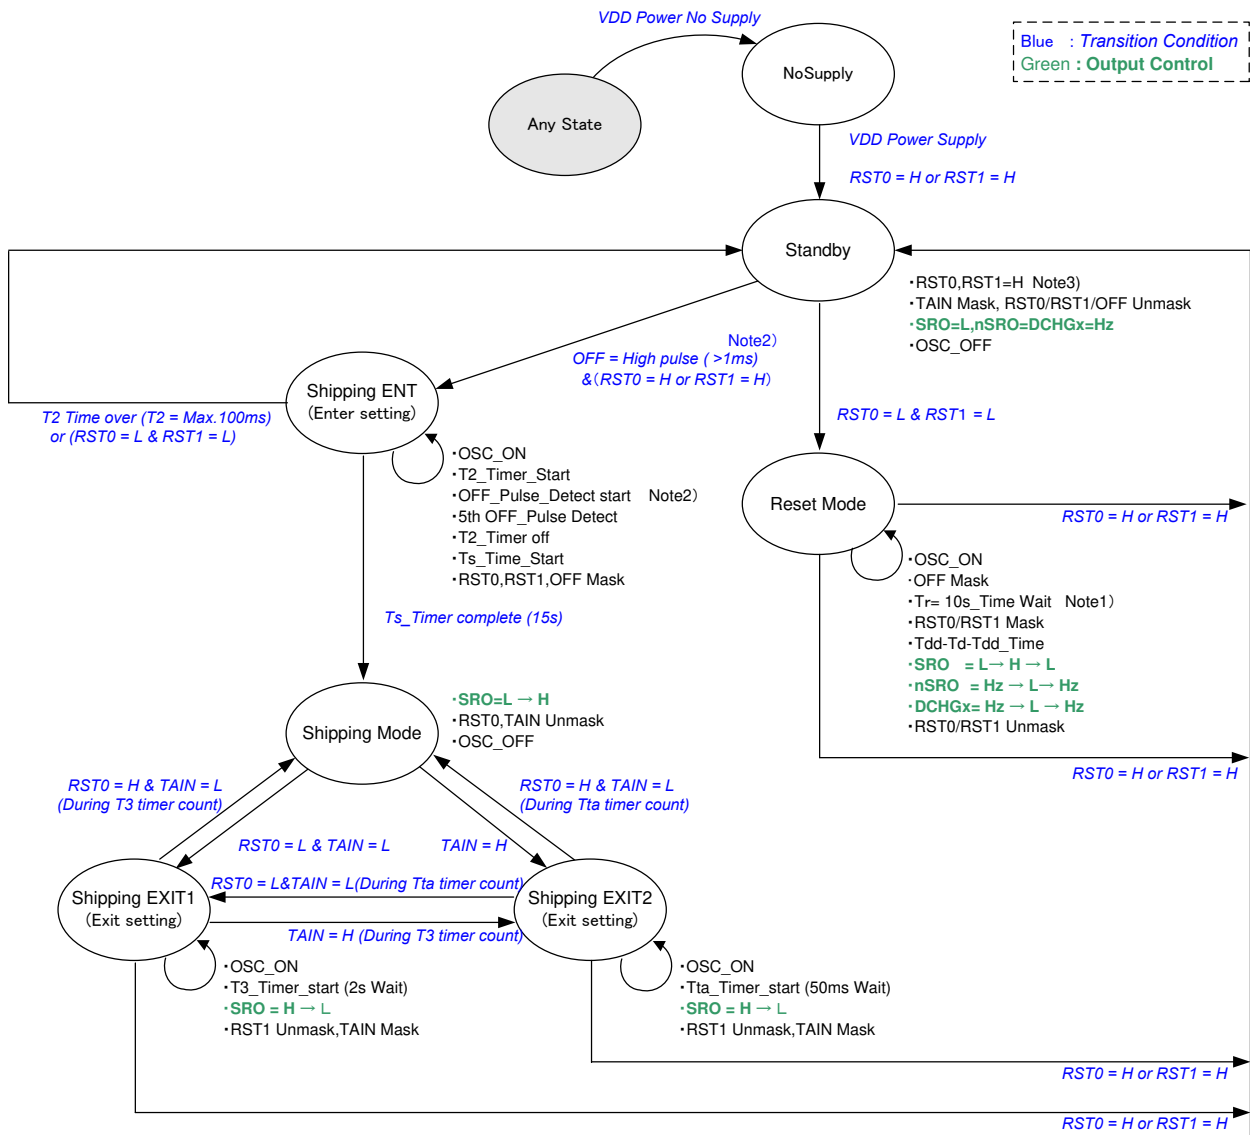 VDD Power No Supply
Blue : Transition Condition
Green : Output Control
NoSupply
Any State
VDD Power Supply
RST0 = H or RST1 = H
Standby
・RST0,RST1=H Note3)
・TAIN Mask, RST0/RST1/OFF Unmask
・SRO=L,nSRO=DCHGx=Hz
・OSC_OFF
Note2)
OFF = High pulse ( >1ms)
&(RST0 = H or RST1 = H)
Shipping ENT
(Enter setting)
T2 Time over (T2 = Max.100ms)
or (RST0 = L & RST1 = L)
RST0 = L & RST1 = L
・OSC_ON
・T2_Timer_Start
・OFF_Pulse_Detect start Note2)
・5th OFF_Pulse Detect
・T2_Timer off
・Ts_Time_Start
・RST0,RST1,OFF Mask
Reset Mode
RST0 = H or RST1 = H
・OSC_ON
・OFF Mask
・Tr= 10s_Time Wait Note1)
・RST0/RST1 Mask
・Tdd-Td-Tdd_Time
・SRO = L→ H → L
・nSRO = Hz → L→ Hz
・DCHGx= Hz → L → Hz
・RST0/RST1 Unmask
Ts_Timer complete (15s)
Shipping Mode
・SRO=L → H
・RST0,TAIN Unmask
・OSC_OFF
RST0 = H or RST1 = H
RST0 = H & TAIN = L
(During T3 timer count)
RST0 = H & TAIN = L
(During Tta timer count)
RST0 = L & TAIN = L
TAIN = H
RST0 = L&TAIN = L(During Tta timer count)
Shipping EXIT1
(Exit setting)
Shipping EXIT2
(Exit setting)
TAIN = H (During T3 timer count)
・OSC_ON
・T3_Timer_start (2s Wait)
・SRO = H → L
・RST1 Unmask,TAIN Mask
・OSC_ON
・Tta_Timer_start (50ms Wait)
・SRO = H → L
・RST1 Unmask,TAIN Mask
RST0 = H or RST1 = H
RST0 = H or RST1 = H